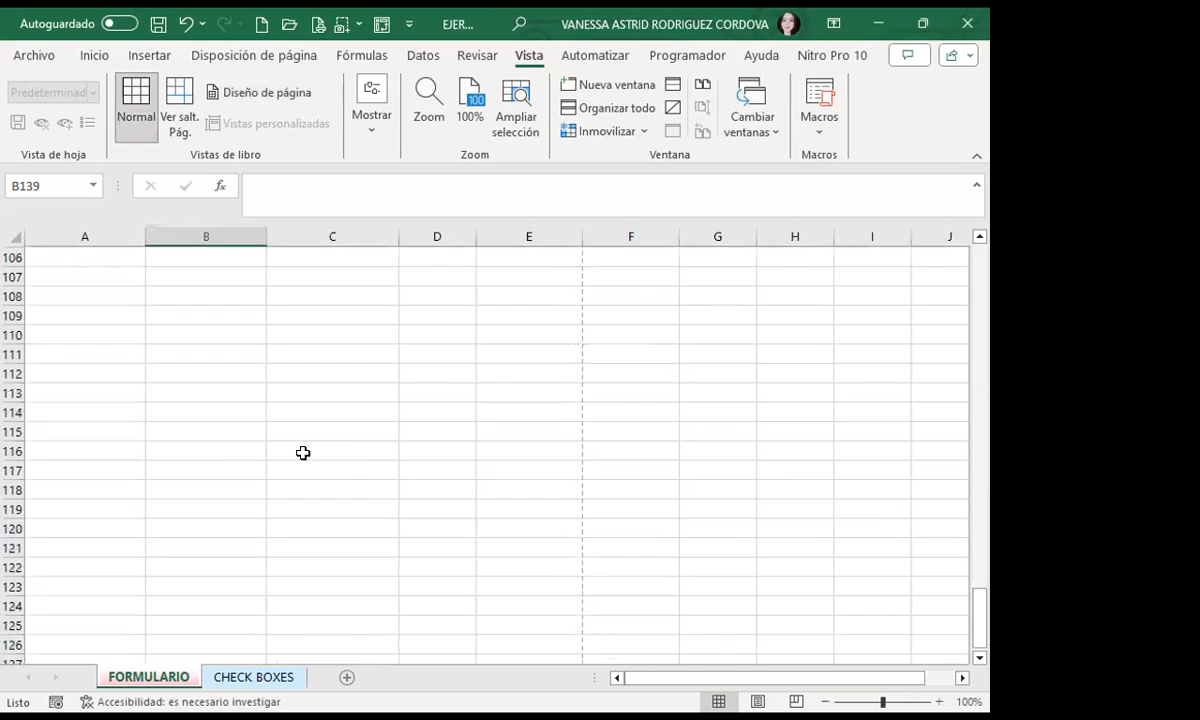 Autoguardado EJER... VANESSA ASTRID RODRIGUEZ CORDOVA
Archivo Inicio Insertar Disposición de página Fórmulas Datos Revisar Vista Automatizar Programador Ayuda Nitro Pro 10
Predeterminad
Normal
Ver salt. Pág.
Diseño de página
Vistas personalizadas
Mostrar
Zoom
100
100%
Ampliar selección
Nueva ventana
Organizar todo
Inmovilizar
Cambiar ventanas
Macros
Vista de hoja Vistas de libro Zoom Ventana Macros
B139 fx
A B C D E F G H I J
106
107
108
109
110
111
112
113
114
115
116
117
118
119
120
121
122
123
124
125
126
127
FORMULARIO CHECK BOXES
Listo Accesibilidad: es necesario investigar 100%